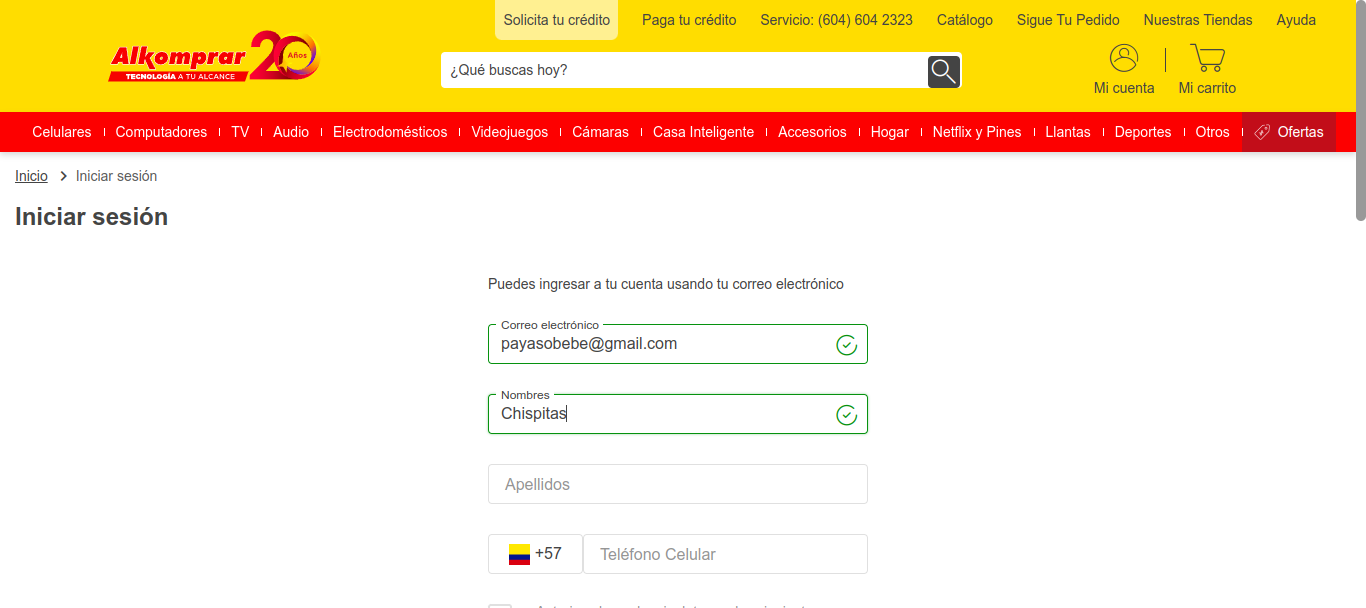 Solicita tu crédito Paga tu crédito Servicio: (604) 604 2323 Catálogo Sigue Tu Pedido Nuestras Tiendas Ayuda
Alkomprar 20 Años
TECNOLOGÍA A TU ALCANCE
¿Qué buscas hoy?
Mi cuenta Mi carrito
Celulares Computadores TV Audio Electrodomésticos Videojuegos Cámaras Casa Inteligente Accesorios Hogar Netflix y Pines Llantas Deportes Otros Ofertas
Inicio Iniciar sesión
Iniciar sesión
Puedes ingresar a tu cuenta usando tu correo electrónico
Correo electrónico
payasobebe@gmail.com
Nombres
Chispitas
Apellidos
+57 Teléfono Celular